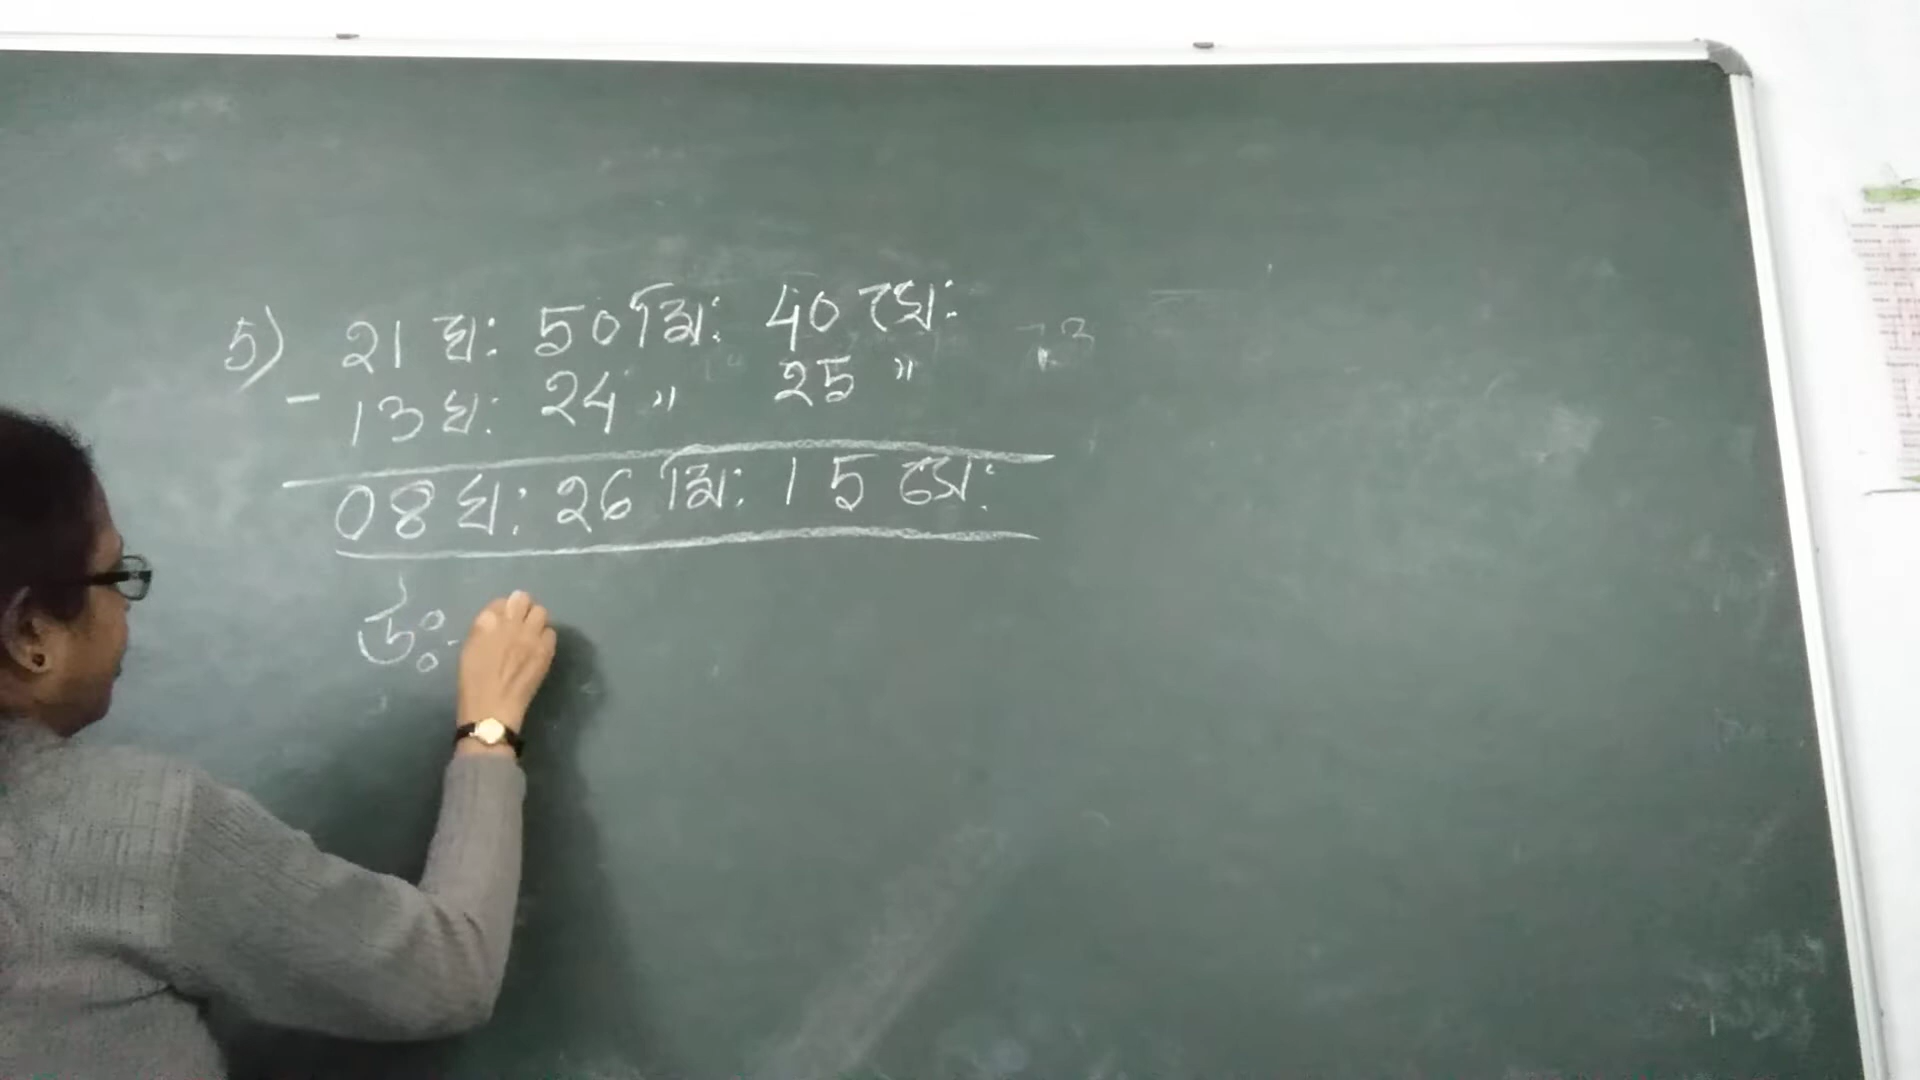 5) 21 ঘ: 50 মি: 40 ছে:
- 13 ঘ: 24 " 25 "
08 ঘ: 26 মি: 15 ছে:
উঃ-